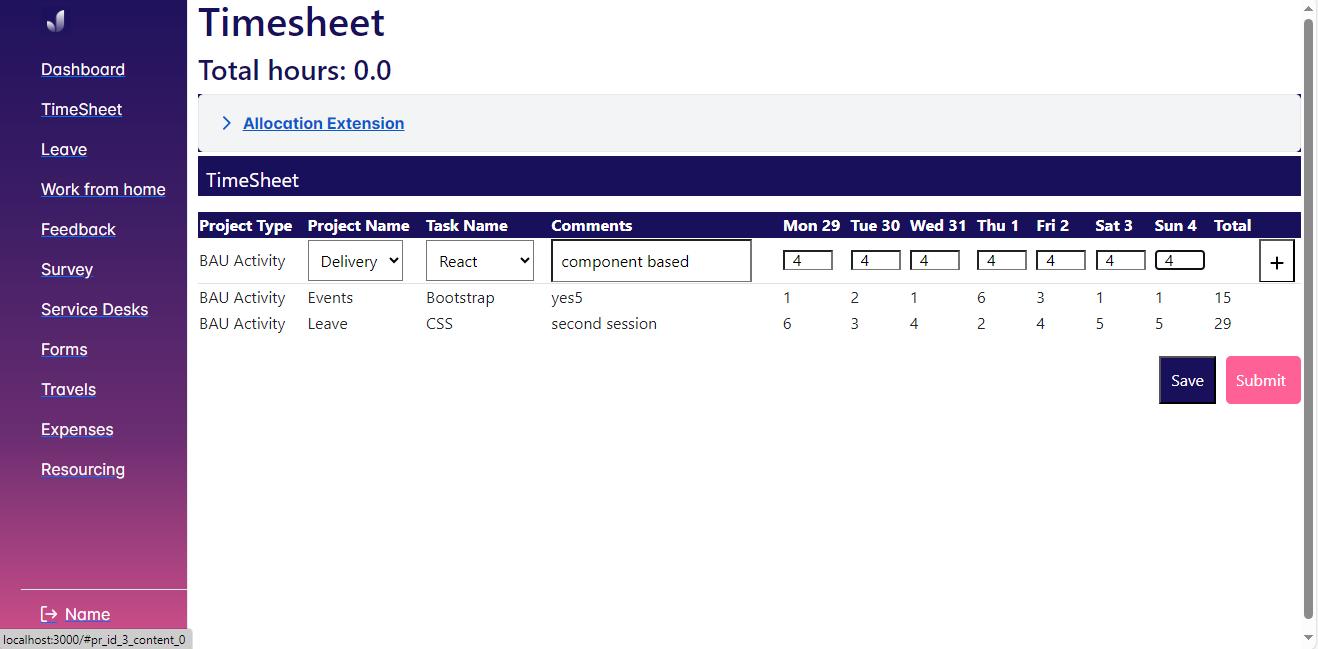 Timesheet
Total hours: 0.0
Allocation Extension
TimeSheet
Project Type Project Name Task Name Comments Mon 29 Tue 30 Wed 31 Thu 1 Fri 2 Sat 3 Sun 4 Total
BAU Activity Delivery React component based 4 4 4 4 4 4 4 +
BAU Activity Events Bootstrap yes5 1 2 1 6 3 1 1 15
BAU Activity Leave CSS second session 6 3 4 2 4 5 5 29
Save Submit
Dashboard
TimeSheet
Leave
Work from home
Feedback
Survey
Service Desks
Forms
Travels
Expenses
Resourcing
Name
localhost:3000/#pr_id_3_content_0